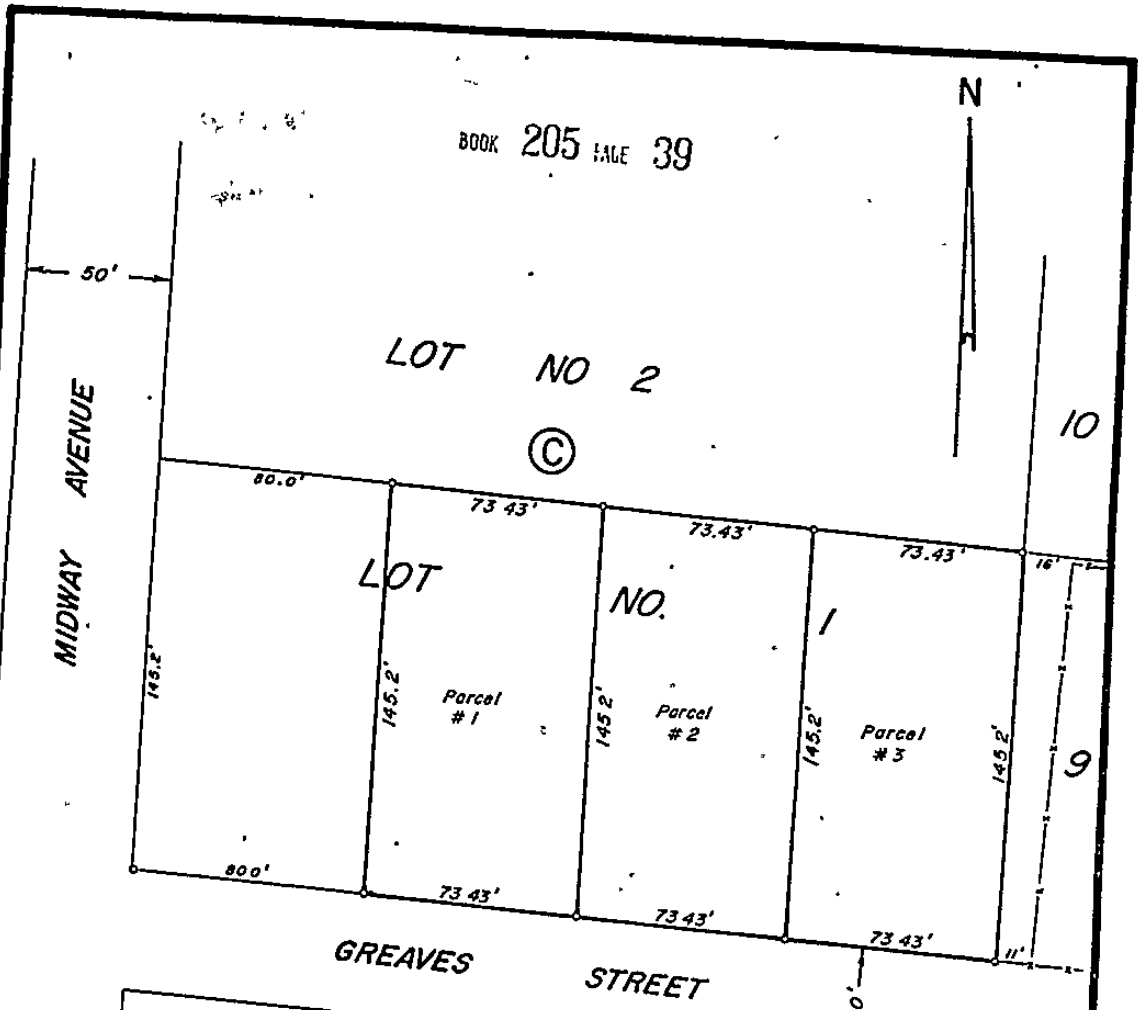 N
BOOK 205 PAGE 39
50'
LOT NO 2
10
C
MIDWAY AVENUE
80.0' 73 43' 73.43' 73.43' 16'
LOT NO. 1
145.2' 145.2' 145 2' 145.2' 145 2'
Parcel
# 1
Parcel
# 2
Parcel
# 3
9
80 0' 73 43' 73 43' 73 43' 11'
GREAVES STREET